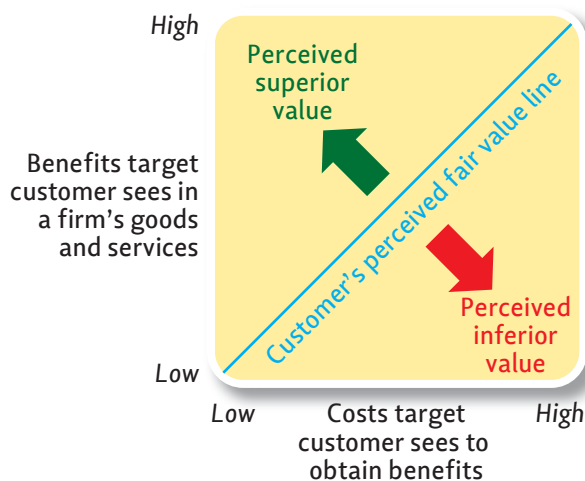 High
Perceived
superior
value
Benefits target
customer sees in
a firm's goods
and services
Customer's perceived fair value line
Perceived
inferior
value
Low
Low
Costs target
customer sees to
obtain benefits
High